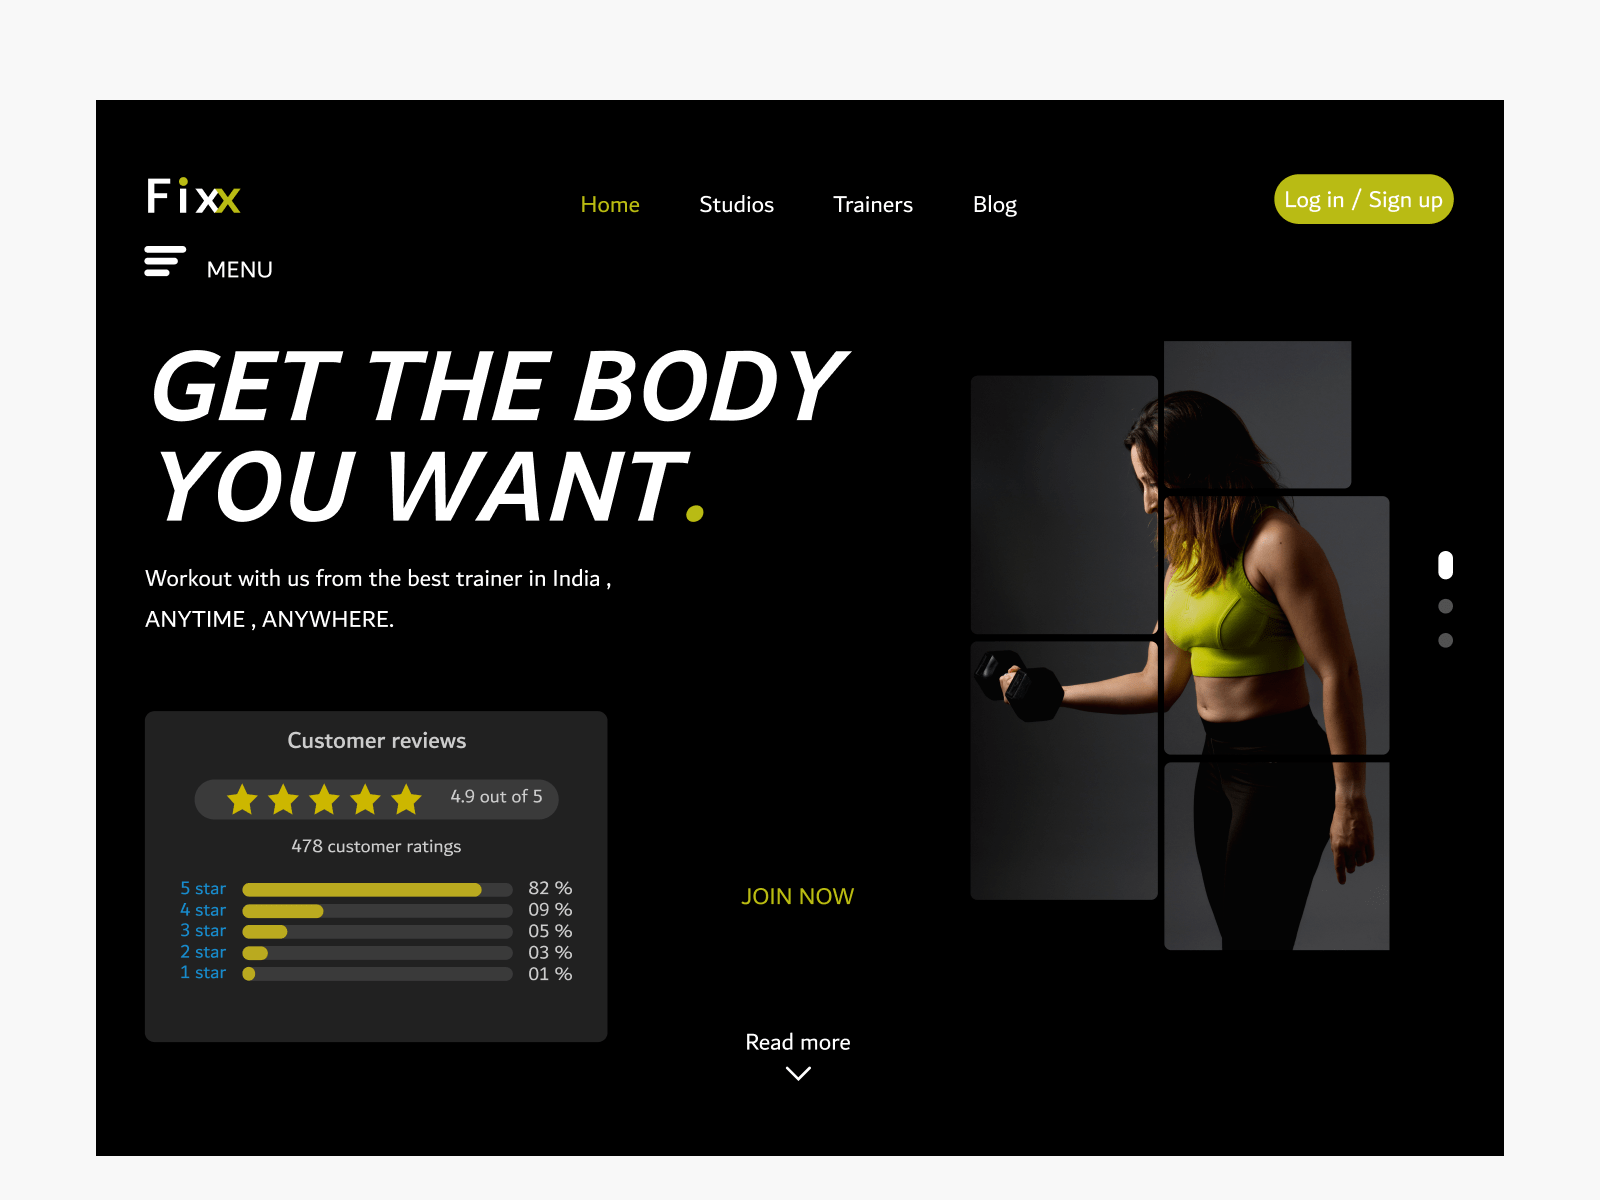 Fixx
Home Studios Trainers Blog
Log in / Sign up
MENU
GET THE BODY
YOU WANT.
Workout with us from the best trainer in India ,
ANYTIME , ANYWHERE.
Customer reviews
4.9 out of 5
478 customer ratings
5 star 82 %
4 star 09 %
3 star 05 %
2 star 03 %
1 star 01 %
JOIN NOW
Read more